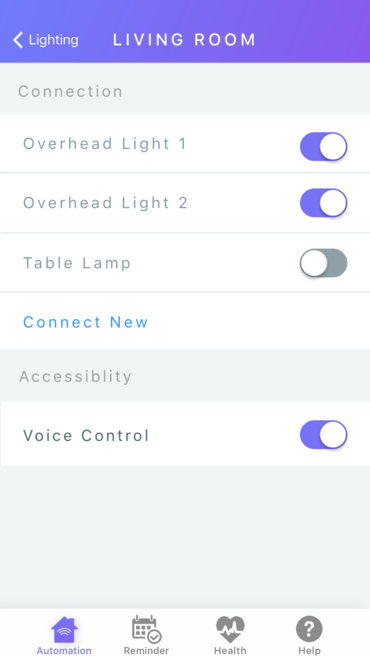 Lighting
LIVING ROOM
Connection
Overhead Light 1
Overhead Light 2
Table Lamp
Connect New
Accessiblity
Voice Control
Automation Reminder Health Help